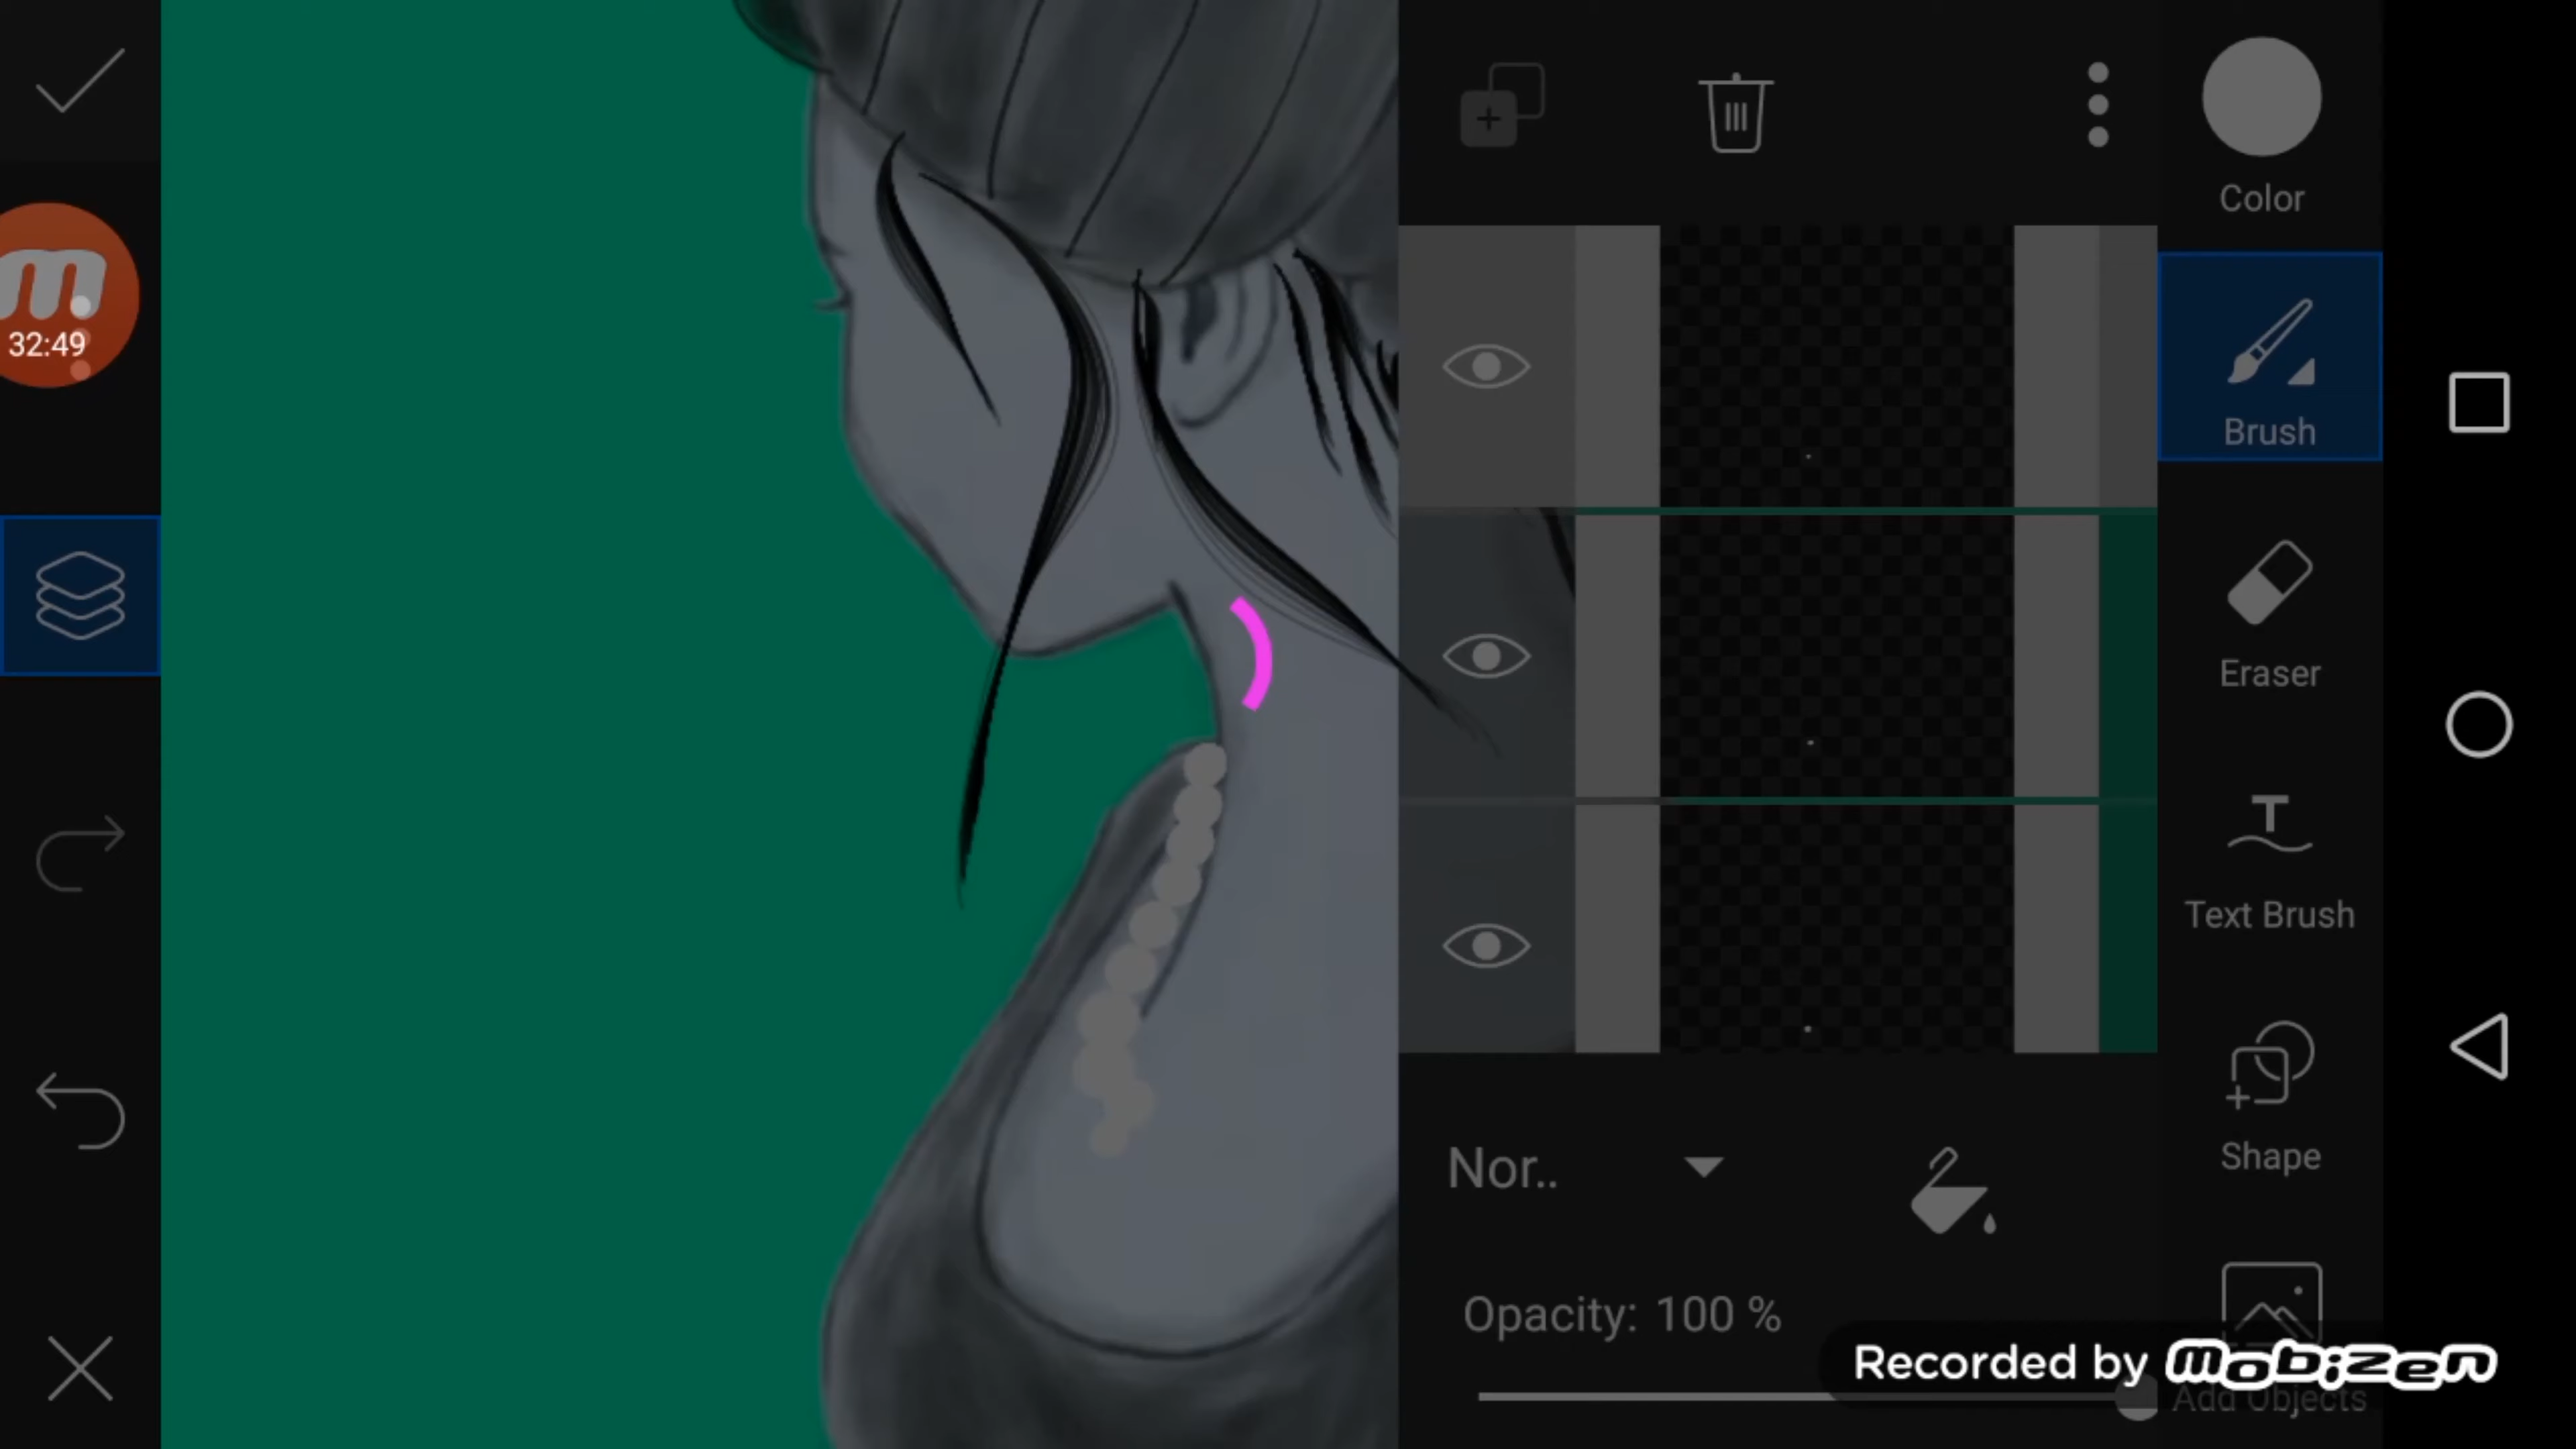 Color
m
32:49
Brush
Eraser
T
Text Brush
Shape
Nor..
Opacity: 100 %
Recorded by mobizen
Add Objects